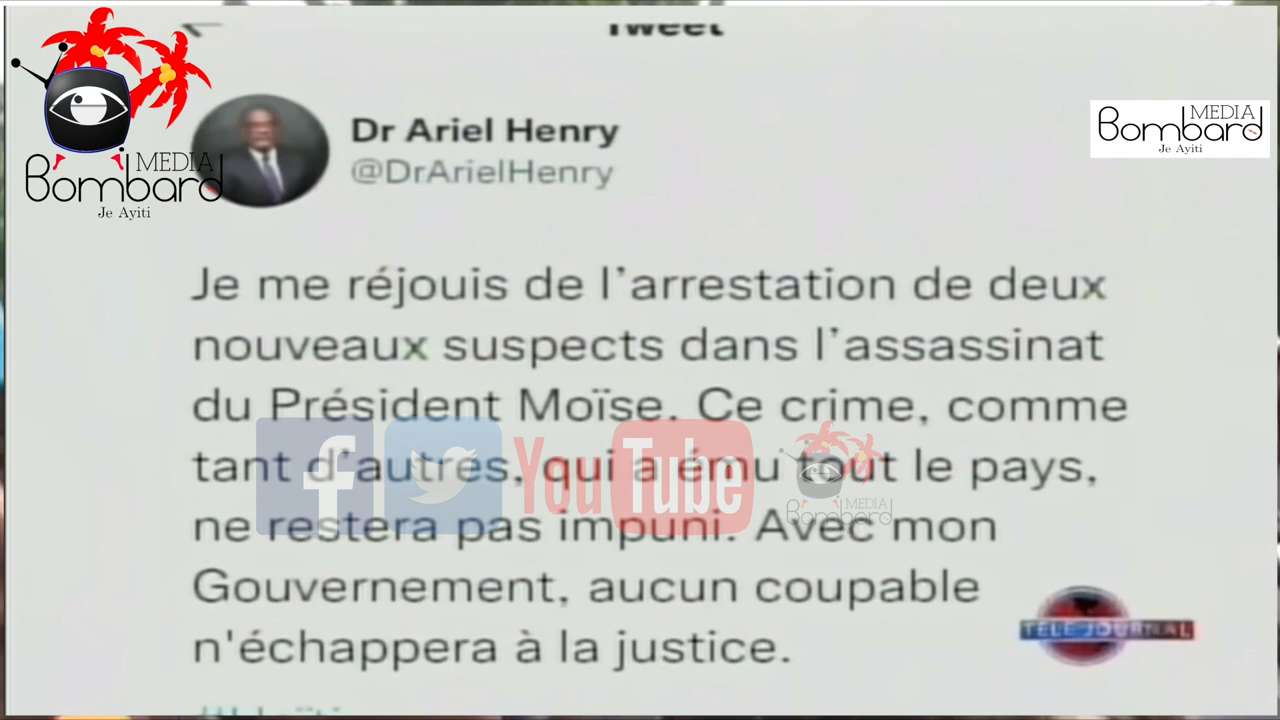 Tweet
Dr Ariel Henry
@DrArielHenry
Je me réjouis de l'arrestation de deux
nouveaux suspects dans l'assassinat
du Président Moïse. Ce crime, comme
tant d'autres, qui a ému tout le pays,
ne restera pas impuni. Avec mon
Gouvernement, aucun coupable
n'échappera à la justice.
MEDIA
Bombard
Je Ayiti
MEDIA
Bombard
Je Ayiti
YouTube
MEDIA
Bombard
TELE JOURNAL